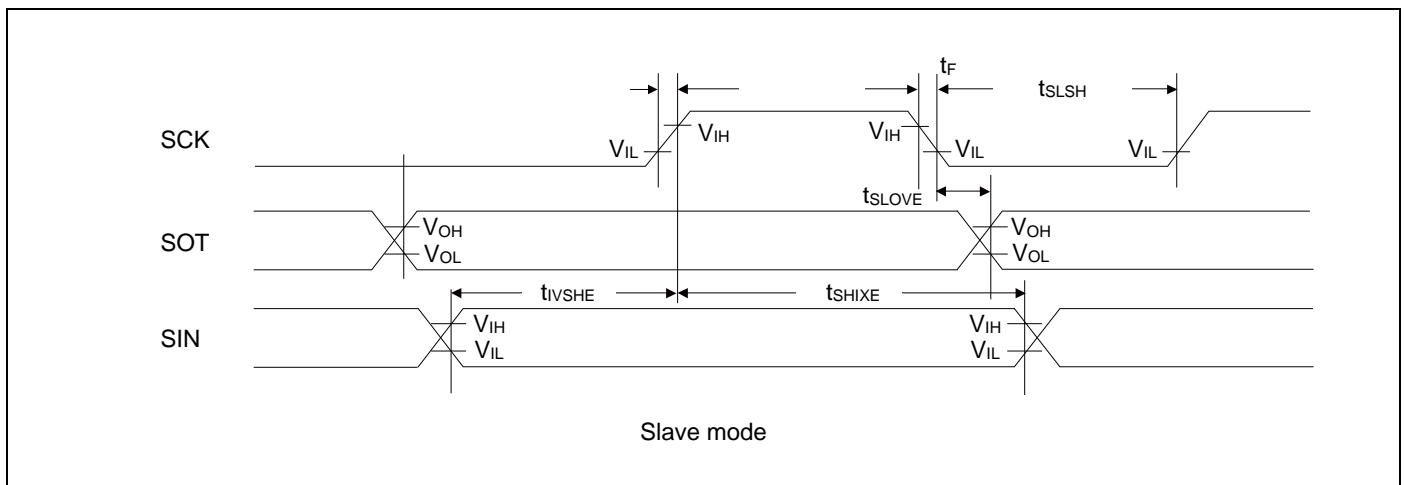 tF
tSLSH
SCK
VIH
VIH
VIL
VIL
VIL
tSLOVE
SOT
VOH
VOH
VOL
VOL
tIVSHE
tSHIXE
SIN
VIH
VIH
VIL
VIL
Slave mode